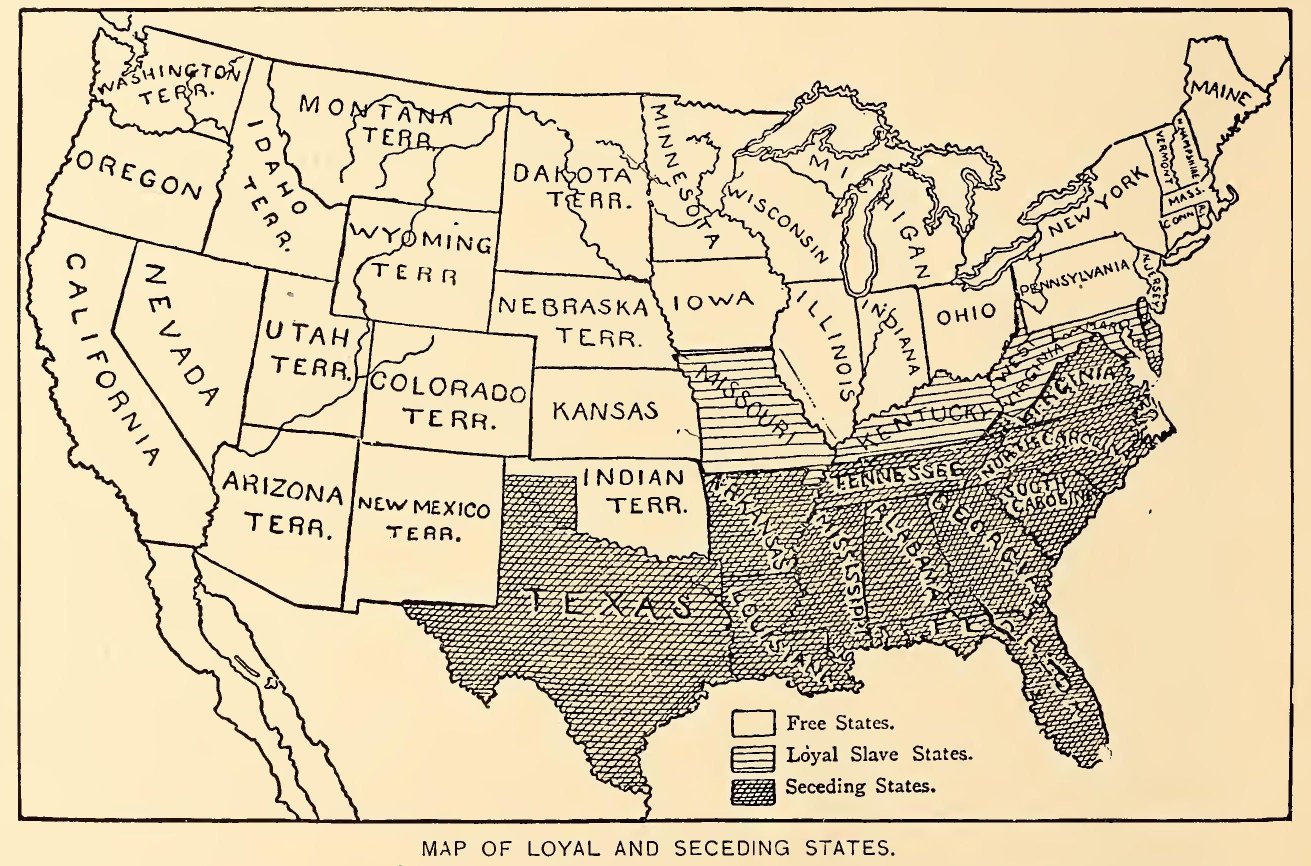 WASHINGTON
TERR.
MONTANA
TERR.
IDAHO
TERR.
OREGON
DAKOTA
TERR.
MINNESOTA
WISCONSIN
MICHIGAN
MAINE
N. HAMPSHIRE
VERMONT
MASS.
CONN
NEW YORK
WYOMING
TERR
NEBRASKA
TERR.
IOWA
ILLINOIS
INDIANA
OHIO
PENNSYLVANIA
N.JERSEY
CALIFORNIA
NEVADA
UTAH
TERR.
COLORADO
TERR.
KANSAS
MISSOURI
KENTUCKY
WEST
VIRGINIA
VIRGINIA
ARIZONA
TERR.
NEW MEXICO
TERR.
INDIAN
TERR.
TENNESSEE
NORTH CAROLINA
SOUTH
CAROLINA
ARKANSAS
MISSISSIPPI
ALABAMA
GEORGIA
TEXAS
LOUISIANA
Free States.
Loyal Slave States.
Seceding States.
MAP OF LOYAL AND SECEDING STATES.